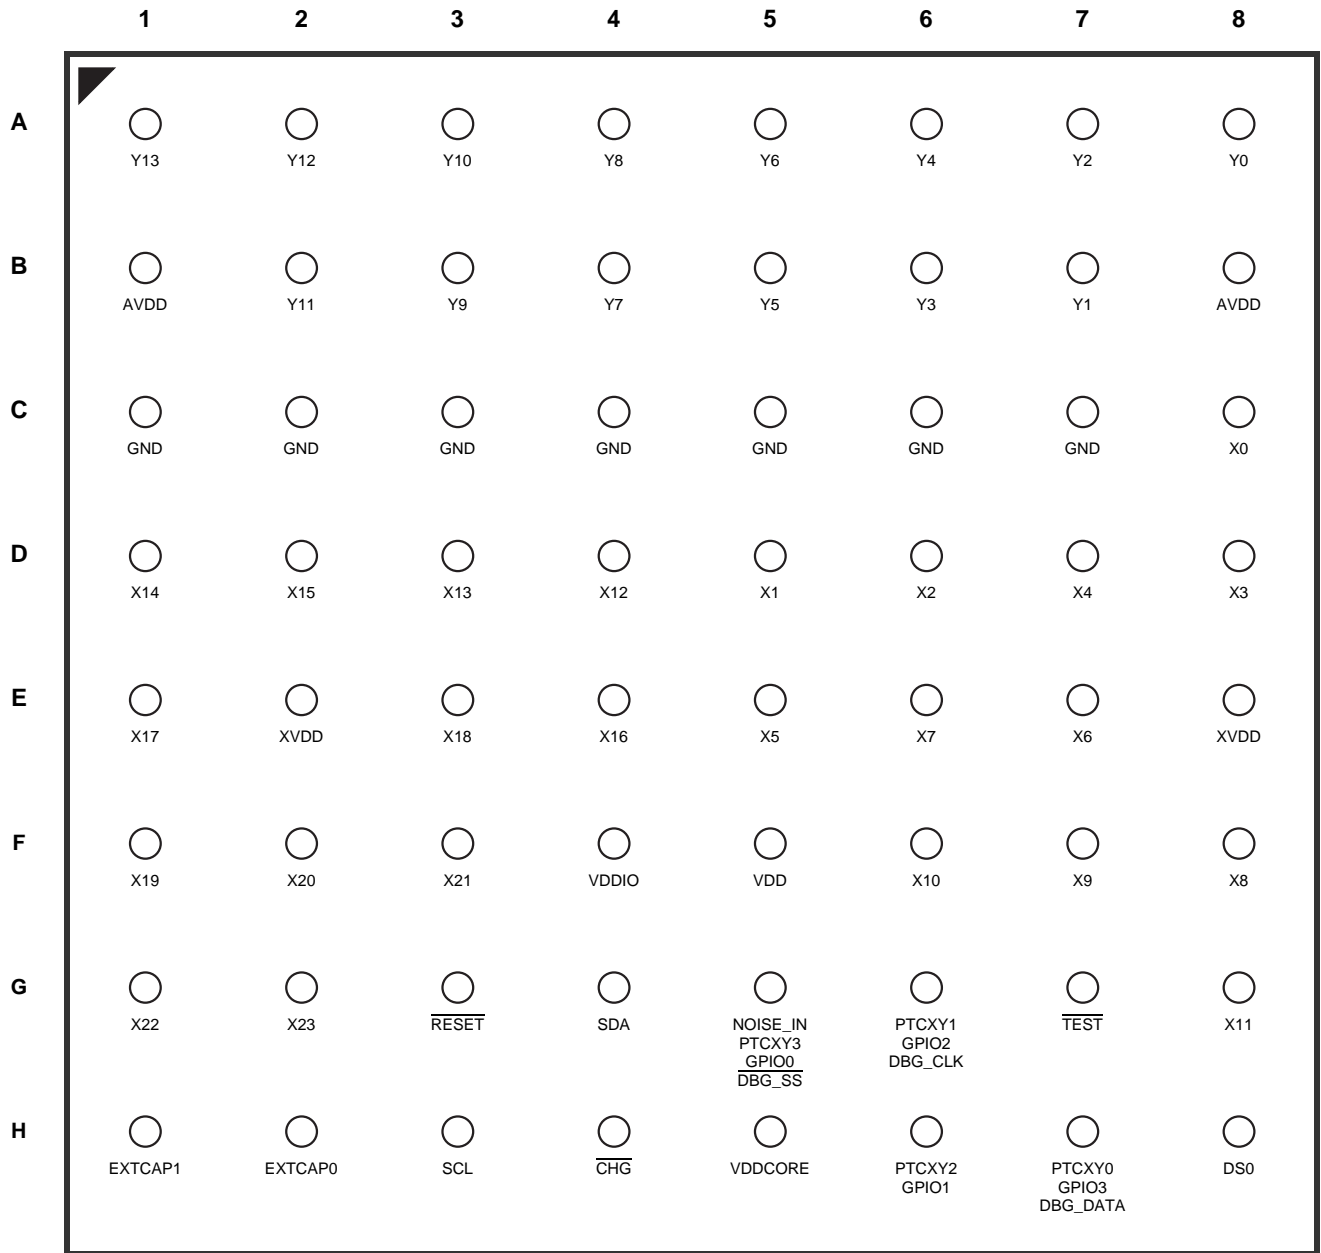 1 2 3 4 5 6 7 8
A
Y13 Y12 Y10 Y8 Y6 Y4 Y2 Y0
B
AVDD Y11 Y9 Y7 Y5 Y3 Y1 AVDD
C
GND GND GND GND GND GND GND X0
D
X14 X15 X13 X12 X1 X2 X4 X3
E
X17 XVDD X18 X16 X5 X7 X6 XVDD
F
X19 X20 X21 VDDIO VDD X10 X9 X8
G
X22 X23 RESET SDA NOISE_IN PTCXY1 TEST X11
PTCXY3 GPIO2
GPIO0 DBG_CLK
DBG_SS
H
EXTCAP1 EXTCAP0 SCL CHG VDDCORE PTCXY2 PTCXY0 DS0
GPIO1 GPIO3
DBG_DATA